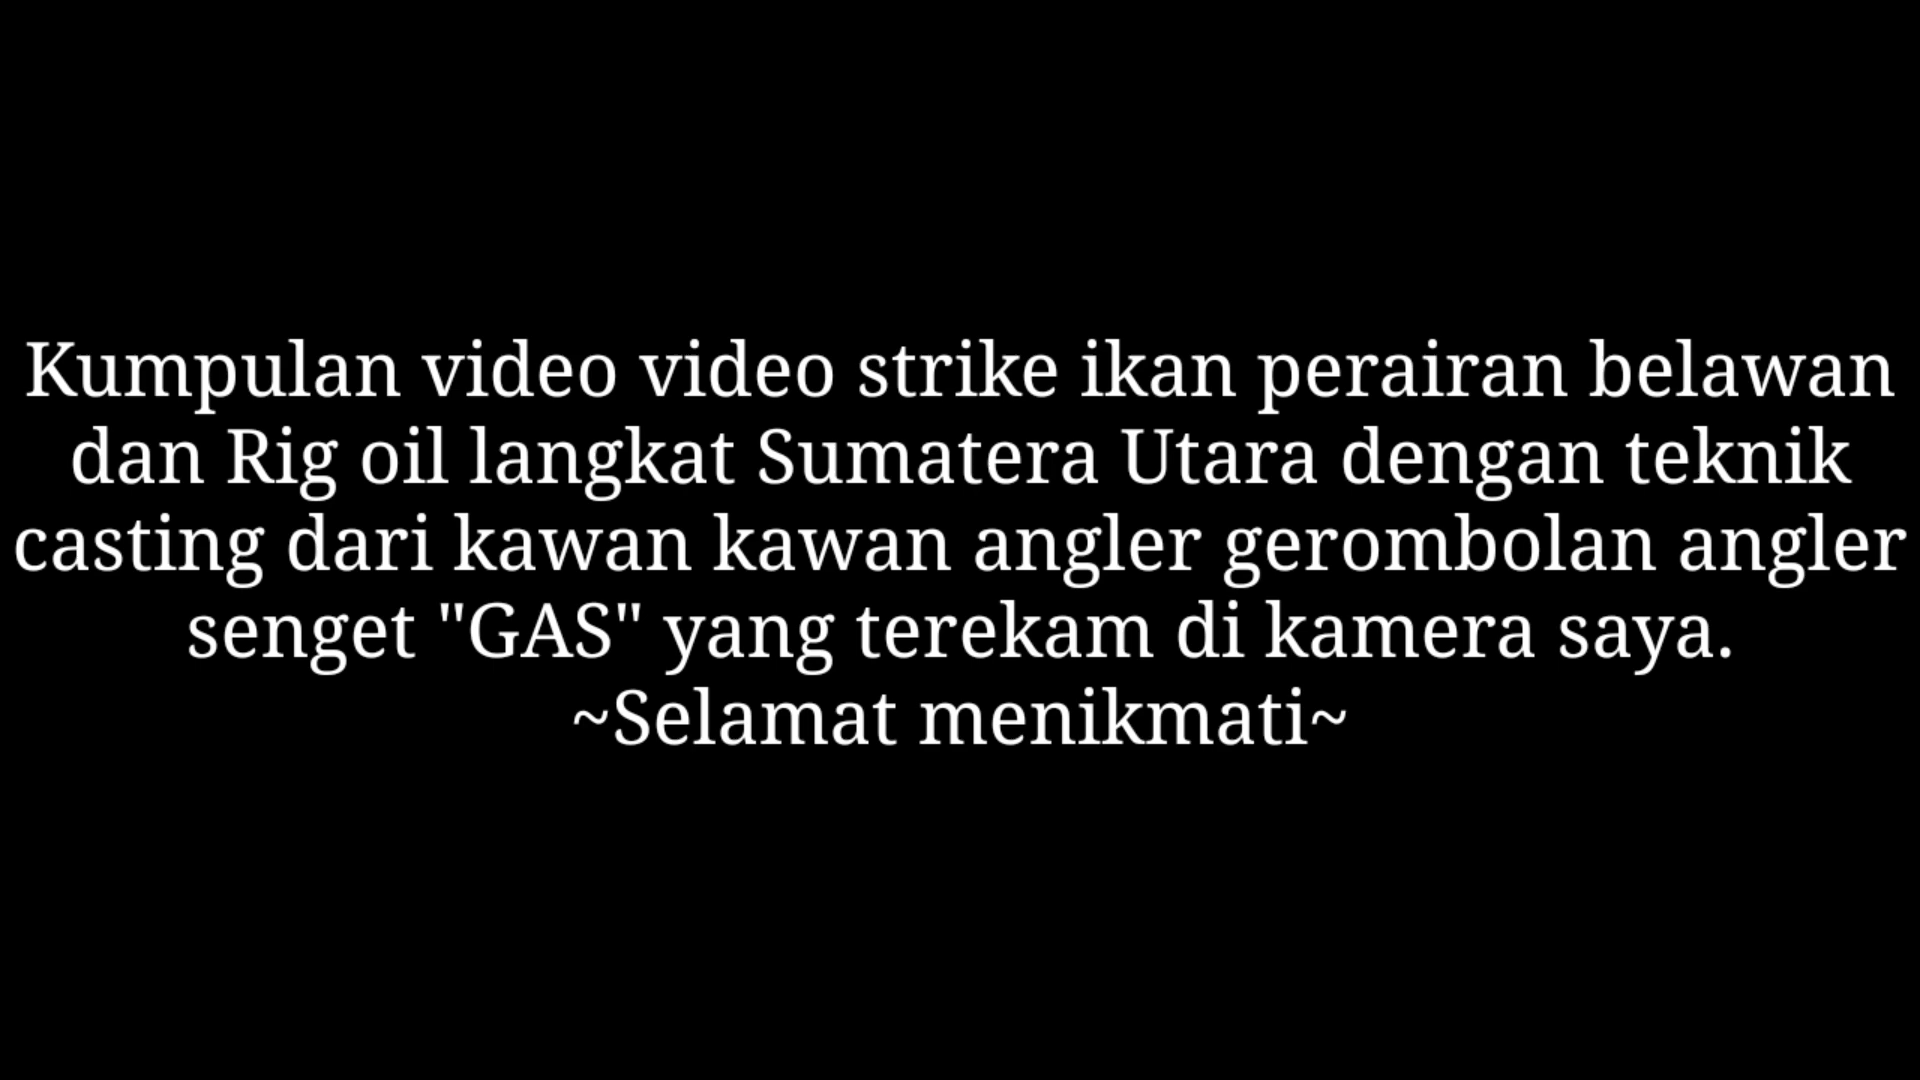 Kumpulan video video strike ikan perairan belawan
dan Rig oil langkat Sumatera Utara dengan teknik
casting dari kawan kawan angler gerombolan angler
senget "GAS" yang terekam di kamera saya.
~Selamat menikmati~